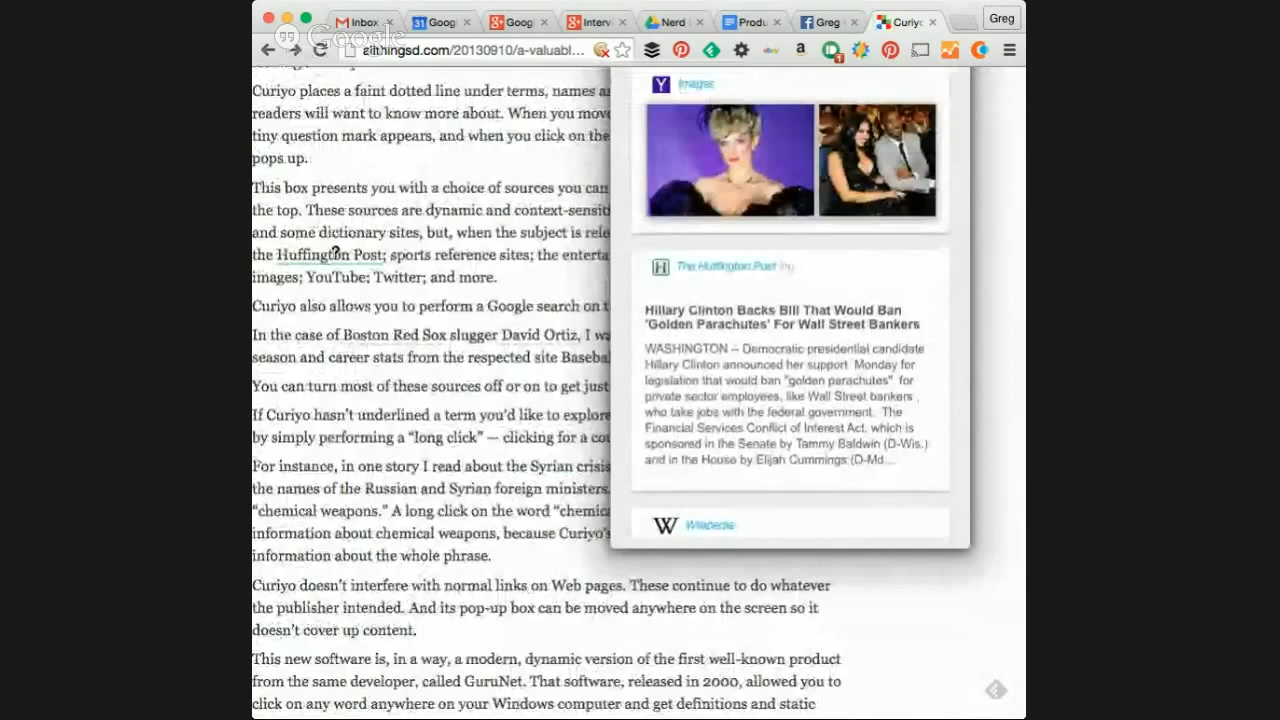 Inbox
Googl
Googl
Interv
Nerd
Produ
Greg
Curiyo
Greg
Google
allthingsd.com/20130910/a-valuabl...
Curiyo places a faint dotted line under terms, names
readers will want to know more about. When you move
tiny question mark appears, and when you click on the
pops up.
This box presents you with a choice of sources you can
the top. These sources are dynamic and context-sensiti
and some dictionary sites, but, when the subject is rele
the Huffington Post; sports reference sites; the enterta
images; YouTube; Twitter; and more.
Curiyo also allows you to perform a Google search on t
In the case of Boston Red Sox slugger David Ortiz, I wa
season and career stats from the respected site Basebal
You can turn most of these sources off or on to get just
If Curiyo hasn't underlined a term you'd like to explore
by simply performing a "long click" — clicking for a cou
For instance, in one story I read about the Syrian crisis
the names of the Russian and Syrian foreign ministers.
"chemical weapons." A long click on the word "chemica
information about chemical weapons, because Curiyo's
information about the whole phrase.
Curiyo doesn't interfere with normal links on Web pages. These continue to do whatever
the publisher intended. And its pop-up box can be moved anywhere on the screen so it
doesn't cover up content.
This new software is, in a way, a modern, dynamic version of the first well-known product
from the same developer, called GuruNet. That software, released in 2000, allowed you to
click on any word anywhere on your Windows computer and get definitions and static
Images
The Huffington Post
Hillary Clinton Backs Bill That Would Ban
'Golden Parachutes' For Wall Street Bankers
WASHINGTON -- Democratic presidential candidate
Hillary Clinton announced her support Monday for
legislation that would ban "golden parachutes" for
private sector employees, like Wall Street bankers ,
who take jobs with the federal government. The
Financial Services Conflict of Interest Act, which is
sponsored in the Senate by Tammy Baldwin (D-Wis.)
and in the House by Elijah Cummings (D-Md....
Wikipedia